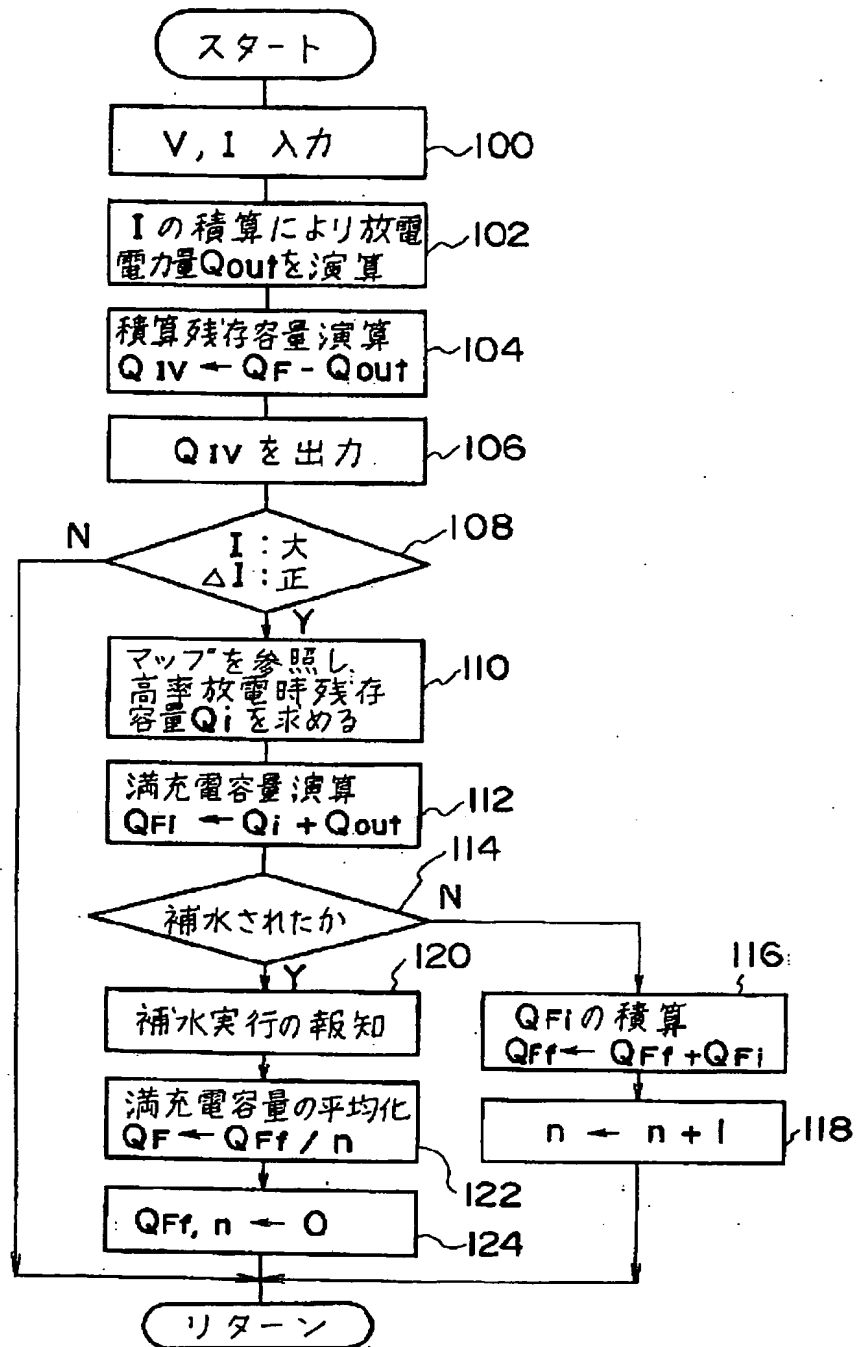 スタート
V, I 入力
100
Iの積算により放電
電力量Qoutを演算
102
積算残存容量演算
QIV ← QF - Qout
104
QIVを出力
106
108
N
I : 大
△I : 正
Y
マップを参照し、
高率放電時残存
容量Qiを求める
110
満充電容量演算
QFi ← Qi + Qout
112
114
補水されたか
N
Y
120
補水実行の報知
116
QFiの積算
QFf ← QFf + QFi
満充電容量の平均化
QF ← QFf / n
122
n ← n + 1
118
QFf, n ← 0
124
リターン